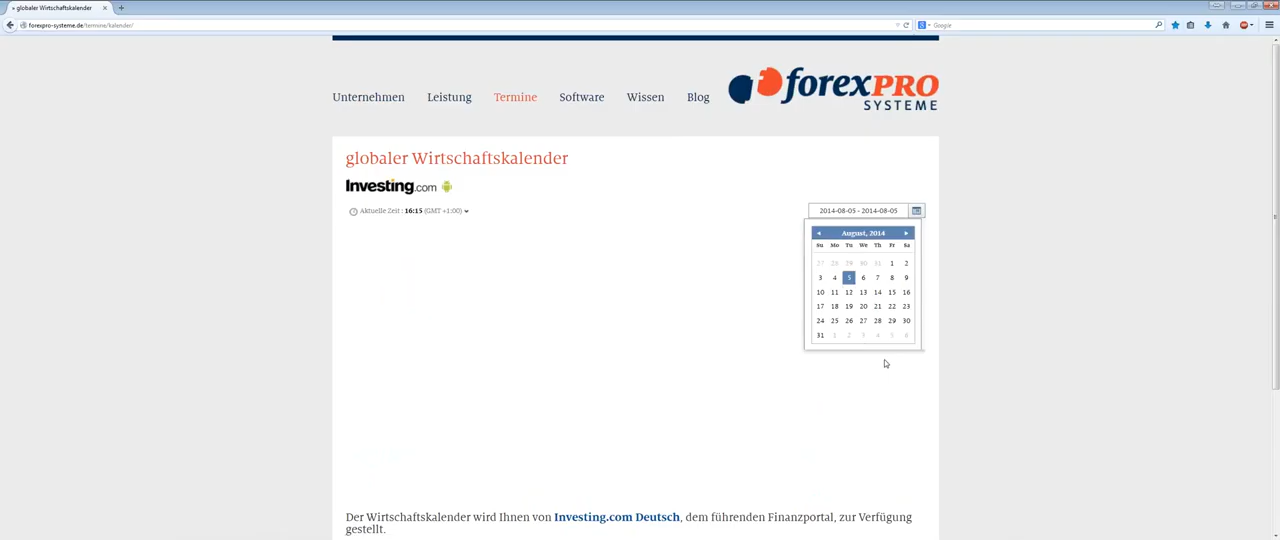 » globaler Wirtschaftskalender
forexpro-systeme.de/termine/kalender/
Google
Unternehmen Leistung Termine Software Wissen Blog
forexPRO
SYSTEME
globaler Wirtschaftskalender
Investing.com
Aktuelle Zeit : 16:15 (GMT +1:00)
2014-08-05 - 2014-08-05
August, 2014
Su Mo Tu We Th Fr Sa
27 28 29 30 31 1 2
3 4 5 6 7 8 9
10 11 12 13 14 15 16
17 18 19 20 21 22 23
24 25 26 27 28 29 30
31 1 2 3 4 5 6
Der Wirtschaftskalender wird Ihnen von Investing.com Deutsch, dem führenden Finanzportal, zur Verfügung
gestellt.